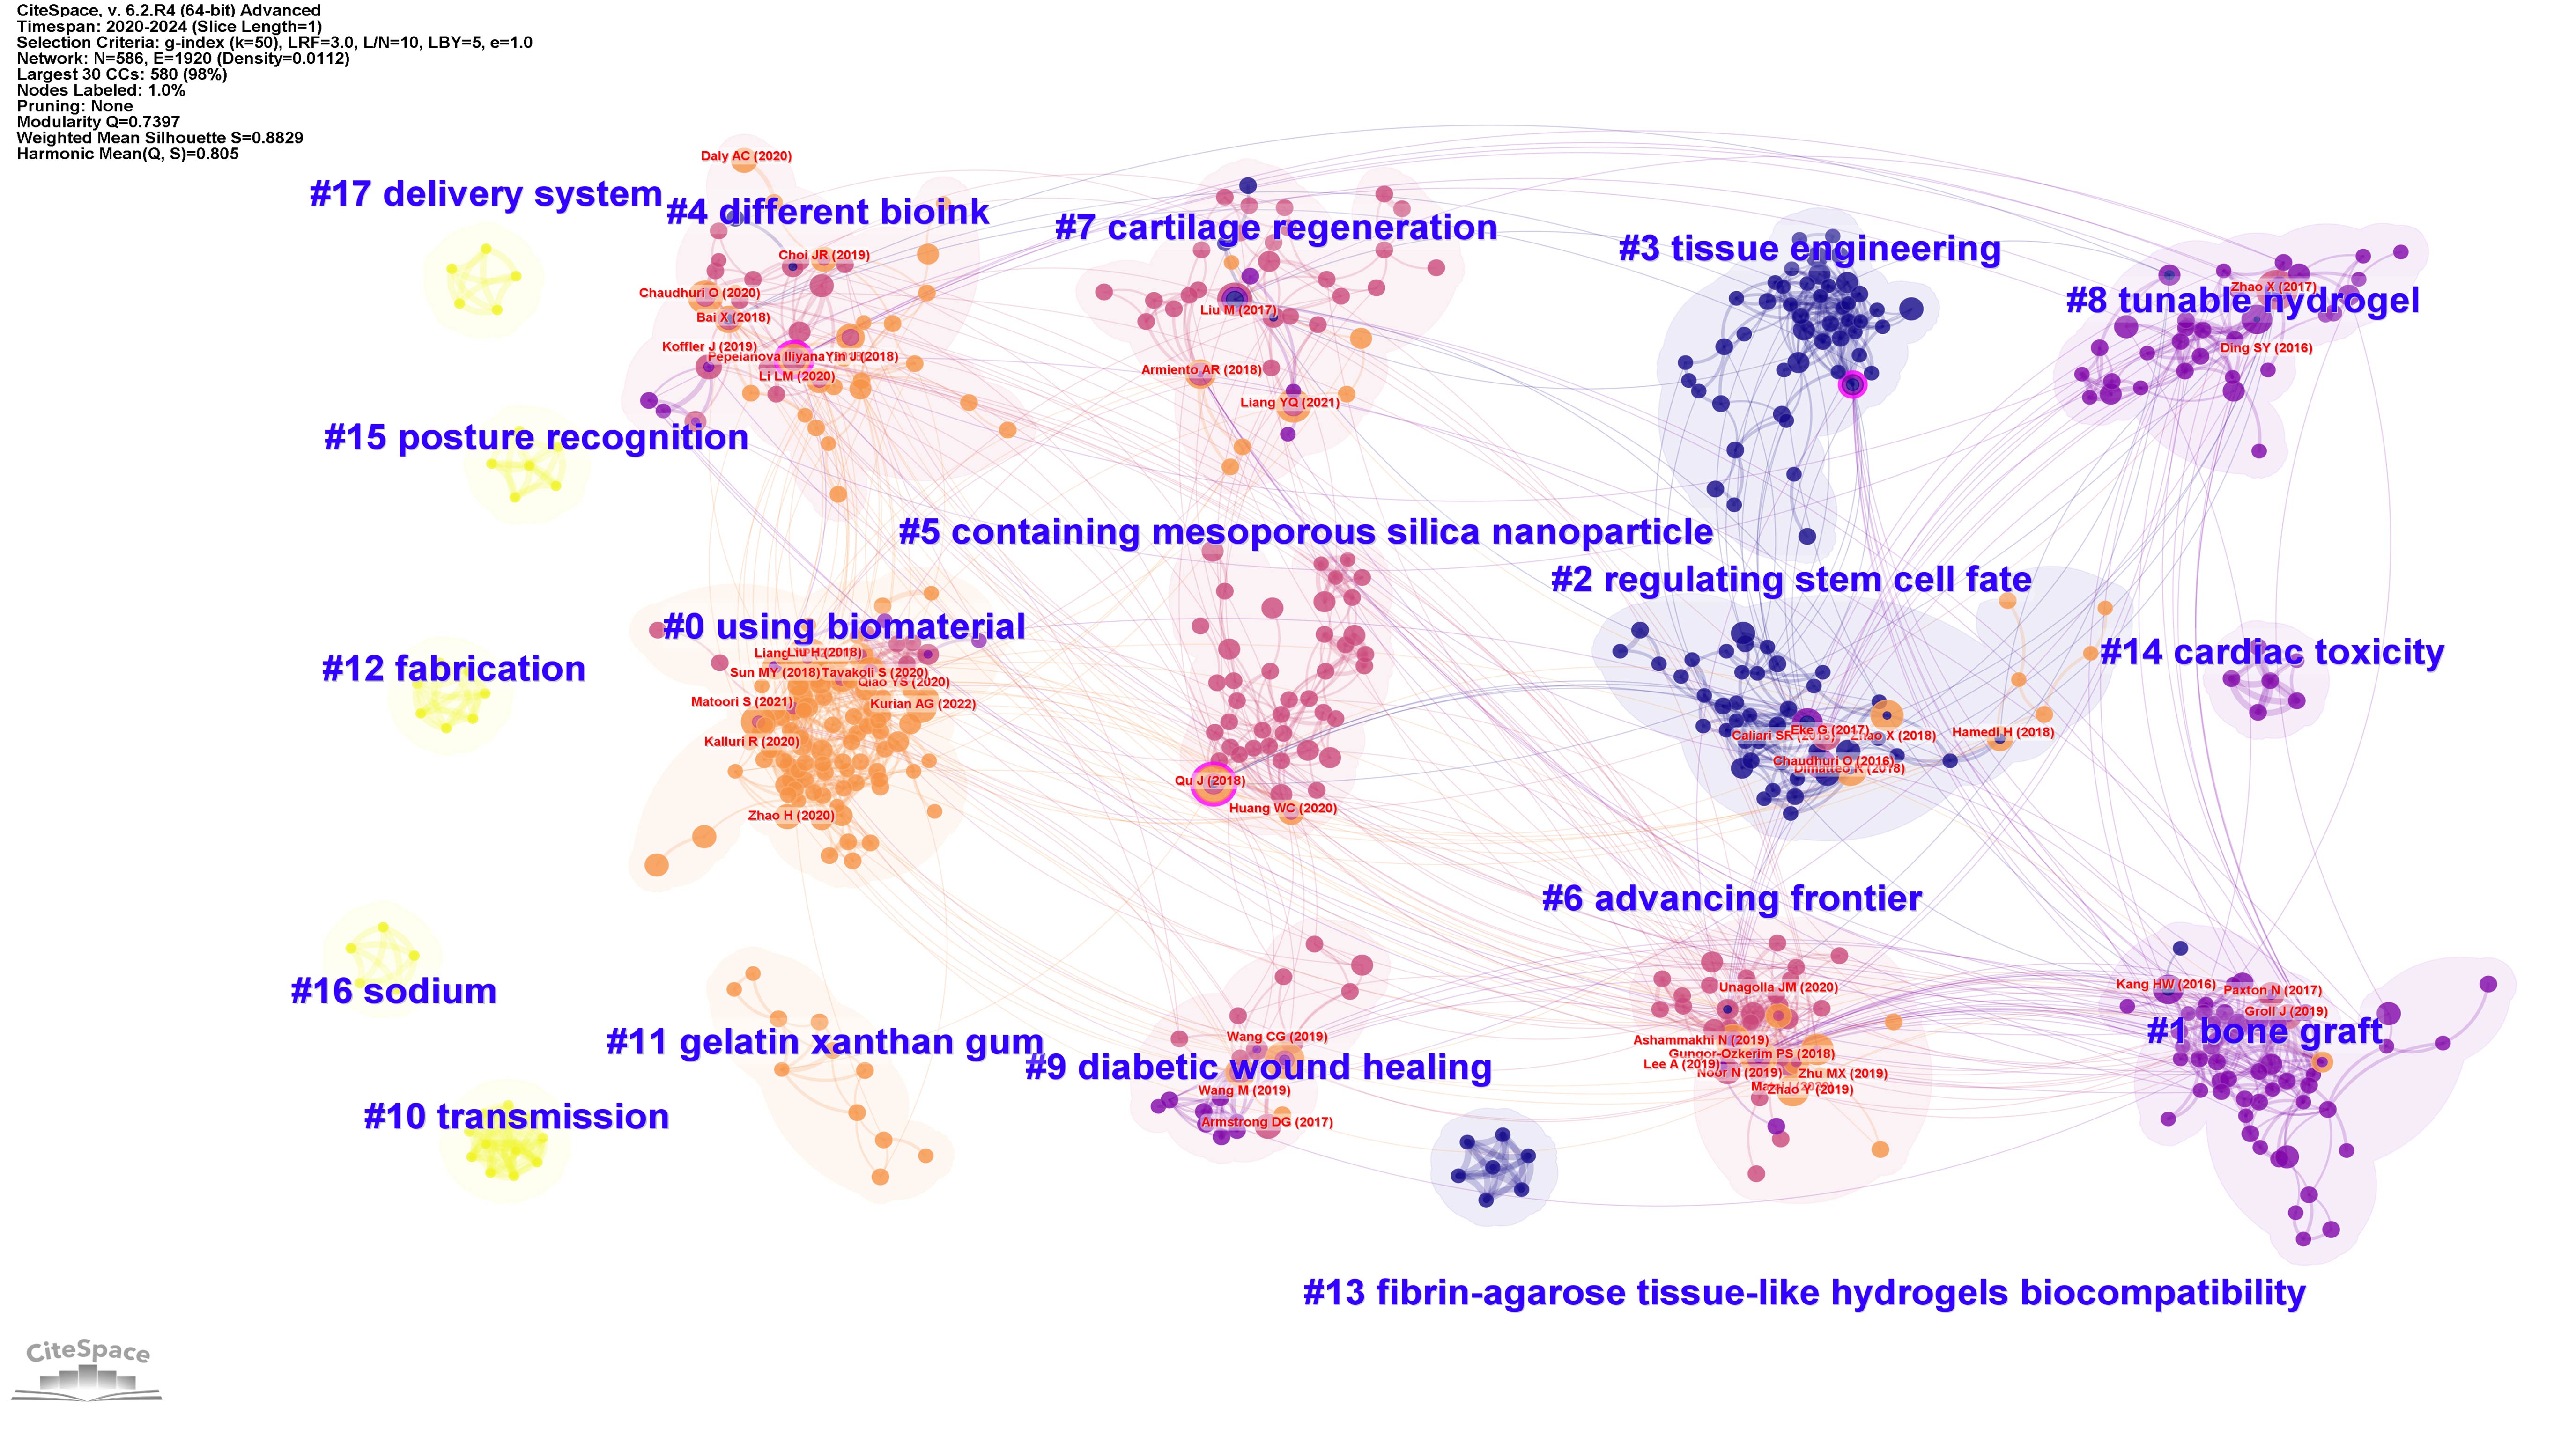 CiteSpace, v. 6.2.R4 (64-bit) Advanced
Timespan: 2020-2024 (Slice Length=1)
Selection Criteria: g-index (k=50), LRF=3.0, L/N=10, LBY=5, e=1.0
Network: N=586, E=1920 (Density=0.0112)
Largest 30 CCs: 580 (98%)
Nodes Labeled: 1.0%
Pruning: None
Modularity Q=0.7397
Weighted Mean Silhouette S=0.8829
Harmonic Mean(Q, S)=0.805
Daly AC (2020)
#17 delivery system
#4 different bioink
#7 cartilage regeneration
#3 tissue engineering
Choi JR (2019)
Chaudhuri O (2020)
Bai X (2018)
Koffler J (2019)
Iliyana
Yin J (2018)
Li LM (2020)
Liu M (2017)
Armiento AR (2018)
Liang YQ (2021)
Zhao X (2017)
#8 tunable hydrogel
Ding SY (2016)
#15 posture recognition
#5 containing mesoporous silica nanoparticle
#2 regulating stem cell fate
#0 using biomaterial
#12 fabrication
#14 cardiac toxicity
Liang
Liu H (2018)
Sun MY (2018)
Tavakoli S (2020)
Qiao YS (2020)
Matoori S (2021)
Kurian AG (2022)
Kalluri R (2020)
Zhao H (2020)
Qu J (2018)
Huang WC (2020)
Eke G (2017)
Caliari SR
Zhao X (2018)
Hamedi H (2018)
Chaudhuri O (2016)
#6 advancing frontier
#16 sodium
#11 gelatin xanthan gum
#9 diabetic wound healing
#10 transmission
Wang CG (2019)
Wang M (2019)
Armstrong DG (2017)
Unagolla JM (2020)
Ashammakhi N (2019)
Gungor-Ozkerim PS (2018)
Lee A (2019)
Noor N (2019)
Zhu MX (2019)
Zhao Y (2019)
Kang HW (2016)
Paxton N (2017)
Groll J (2019)
#1 bone graft
#13 fibrin-agarose tissue-like hydrogels biocompatibility
CiteSpace